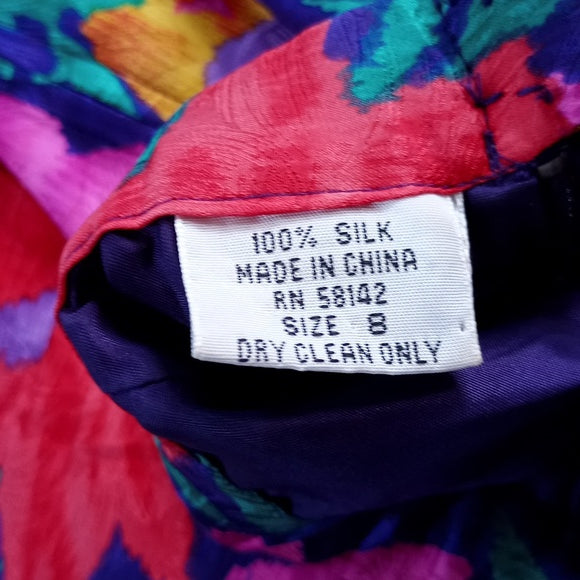 100% SILK
MADE IN CHINA
RN 58142
SIZE 8
DRY CLEAN ONLY